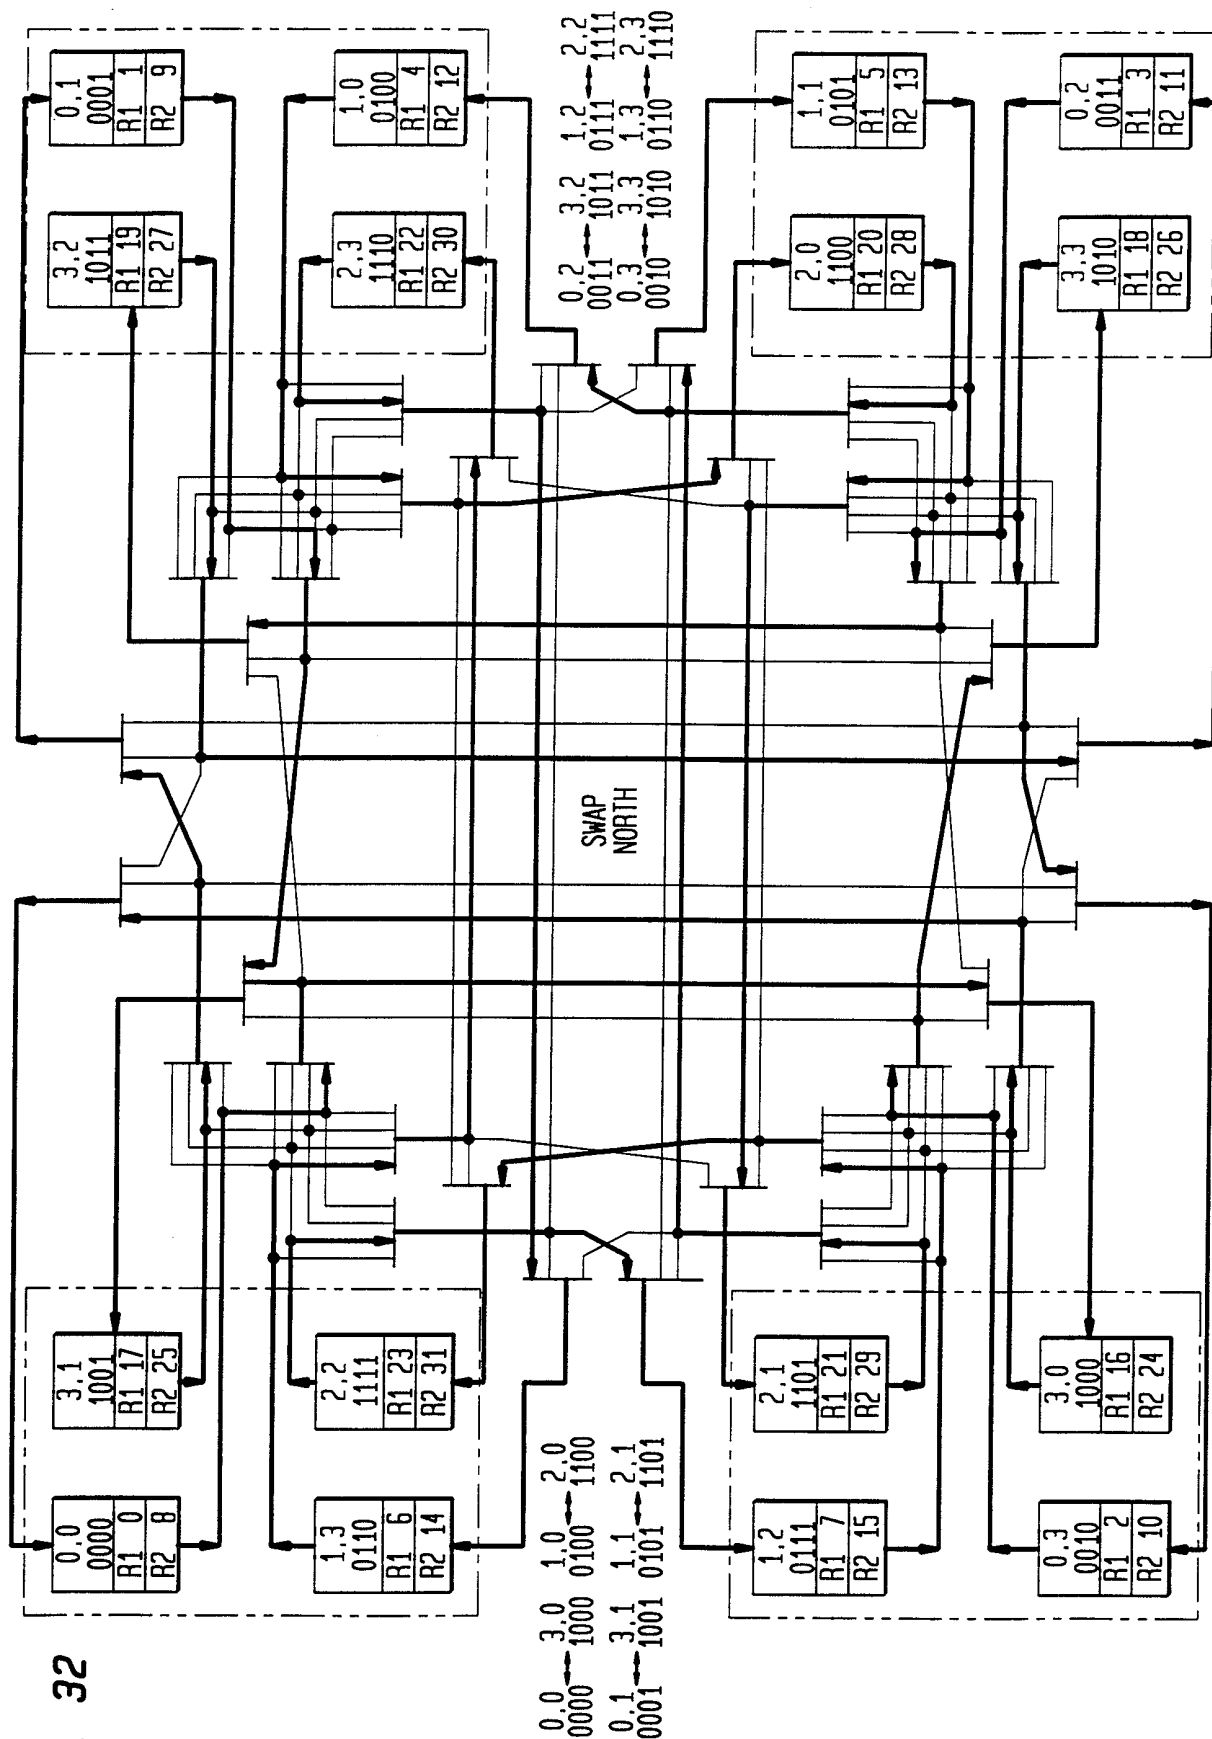 32
0,0
0000
R1 0
R2 8
3,1
1001
R1 17
R2 25
3,2
1011
R1 19
R2 27
0,1
0001
R1 1
R2 9
1,3
0110
R1 6
R2 14
2,2
1111
R1 23
R2 31
2,3
1110
R1 22
R2 30
1,0
0100
R1 4
R2 12
0,0 ↔ 3,0 1,0 ↔ 2,0
0000 1000 0100 1100
0,1 ↔ 3,1 1,1 ↔ 2,1
0001 1001 0101 1101
SWAP
NORTH
0,2 ↔ 3,2 1,2 ↔ 2,2
0011 1011 0111 1111
0,3 ↔ 3,3 1,3 ↔ 2,3
0010 1010 0110 1110
1,2
0111
R1 7
R2 15
2,1
1101
R1 21
R2 29
2,0
1100
R1 20
R2 28
1,1
0101
R1 5
R2 13
0,3
0010
R1 2
R2 10
3,0
1000
R1 16
R2 24
3,3
1010
R1 18
R2 26
0,2
0011
R1 3
R2 11